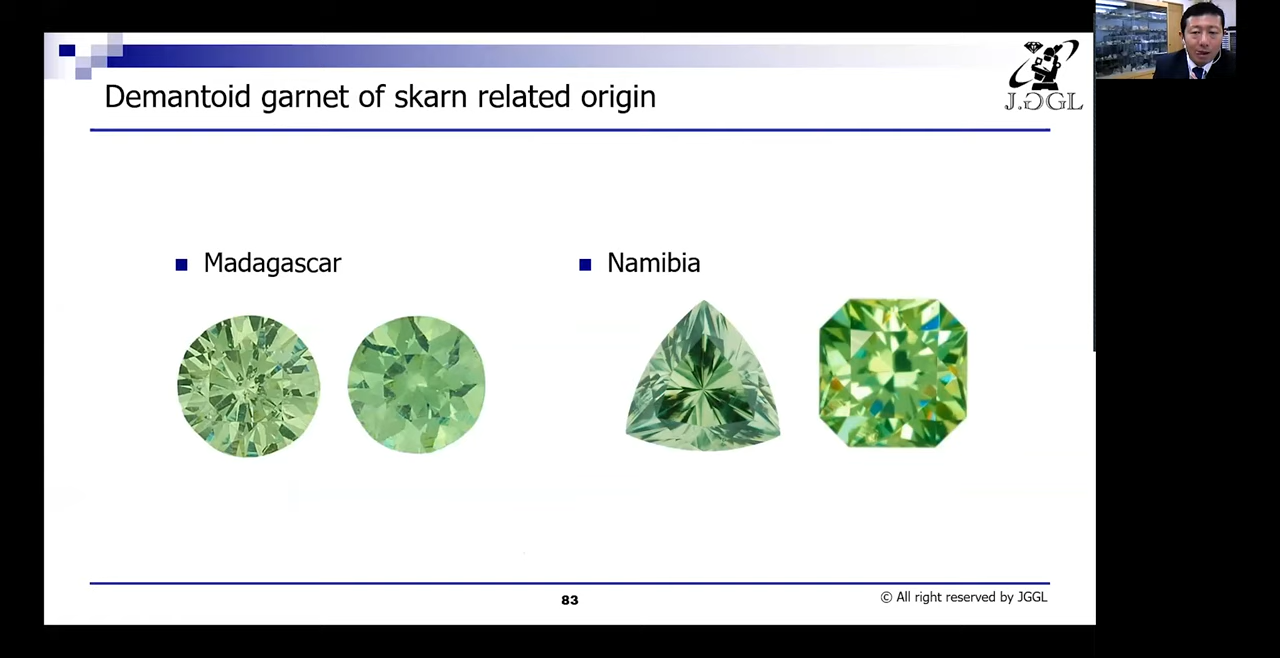 Demantoid garnet of skarn related origin
J.GGL
Madagascar
Namibia
83
© All right reserved by JGGL